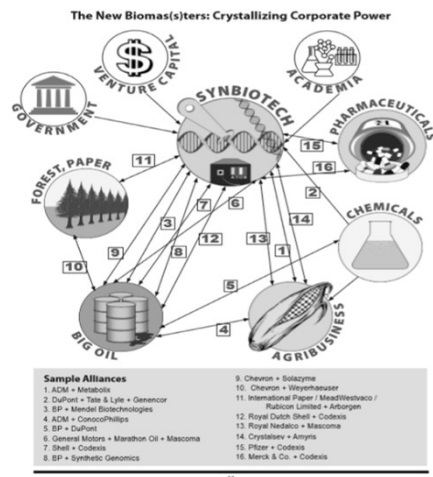 The New Biomas(s)ters: Crystallizing Corporate Power
GOVERNMENT
VENTURE CAPITAL
ACADEMIA
SYNBIOTECH
PHARMACEUTICALS
FOREST, PAPER
CHEMICALS
BIG OIL
AGRIBUSINESS
15
16
11
2
6
7
3
14
12
13
8
9
1
10
5
4
Sample Alliances
1. ADM + Metabolix
2. DuPont + Tate & Lyle + Genencor
3. BP + Mendel Biotechnologies
4. ADM + ConocoPhillips
5. BP + DuPont
6. General Motors + Marathon Oil + Mascoma
7. Shell + Codexis
8. BP + Synthetic Genomics
9. Chevron + Solazyme
10. Chevron + Weyerhaeuser
11. International Paper / MeadWestvaco /
Rubicon Limited + Arborgen
12. Royal Dutch Shell + Codexis
13. Royal Nedalco + Mascoma
14. Crystalsev + Amyris
15. Pfizer + Codexis
16. Merck & Co. + Codexis